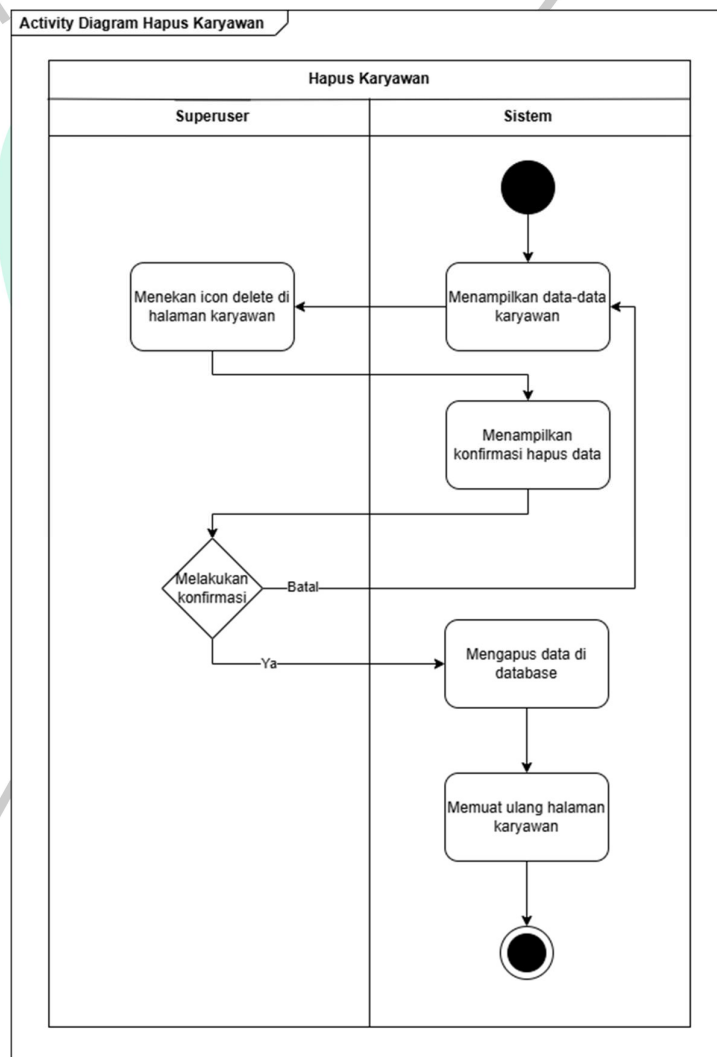 Activity Diagram Hapus Karyawan
Hapus Karyawan
Superuser
Sistem
Menekan icon delete di
halaman karyawan
Menampilkan data-data
karyawan
Menampilkan
konfirmasi hapus data
Melakukan
konfirmasi
Batal
Ya
Mengapus data di
database
Memuat ulang halaman
karyawan